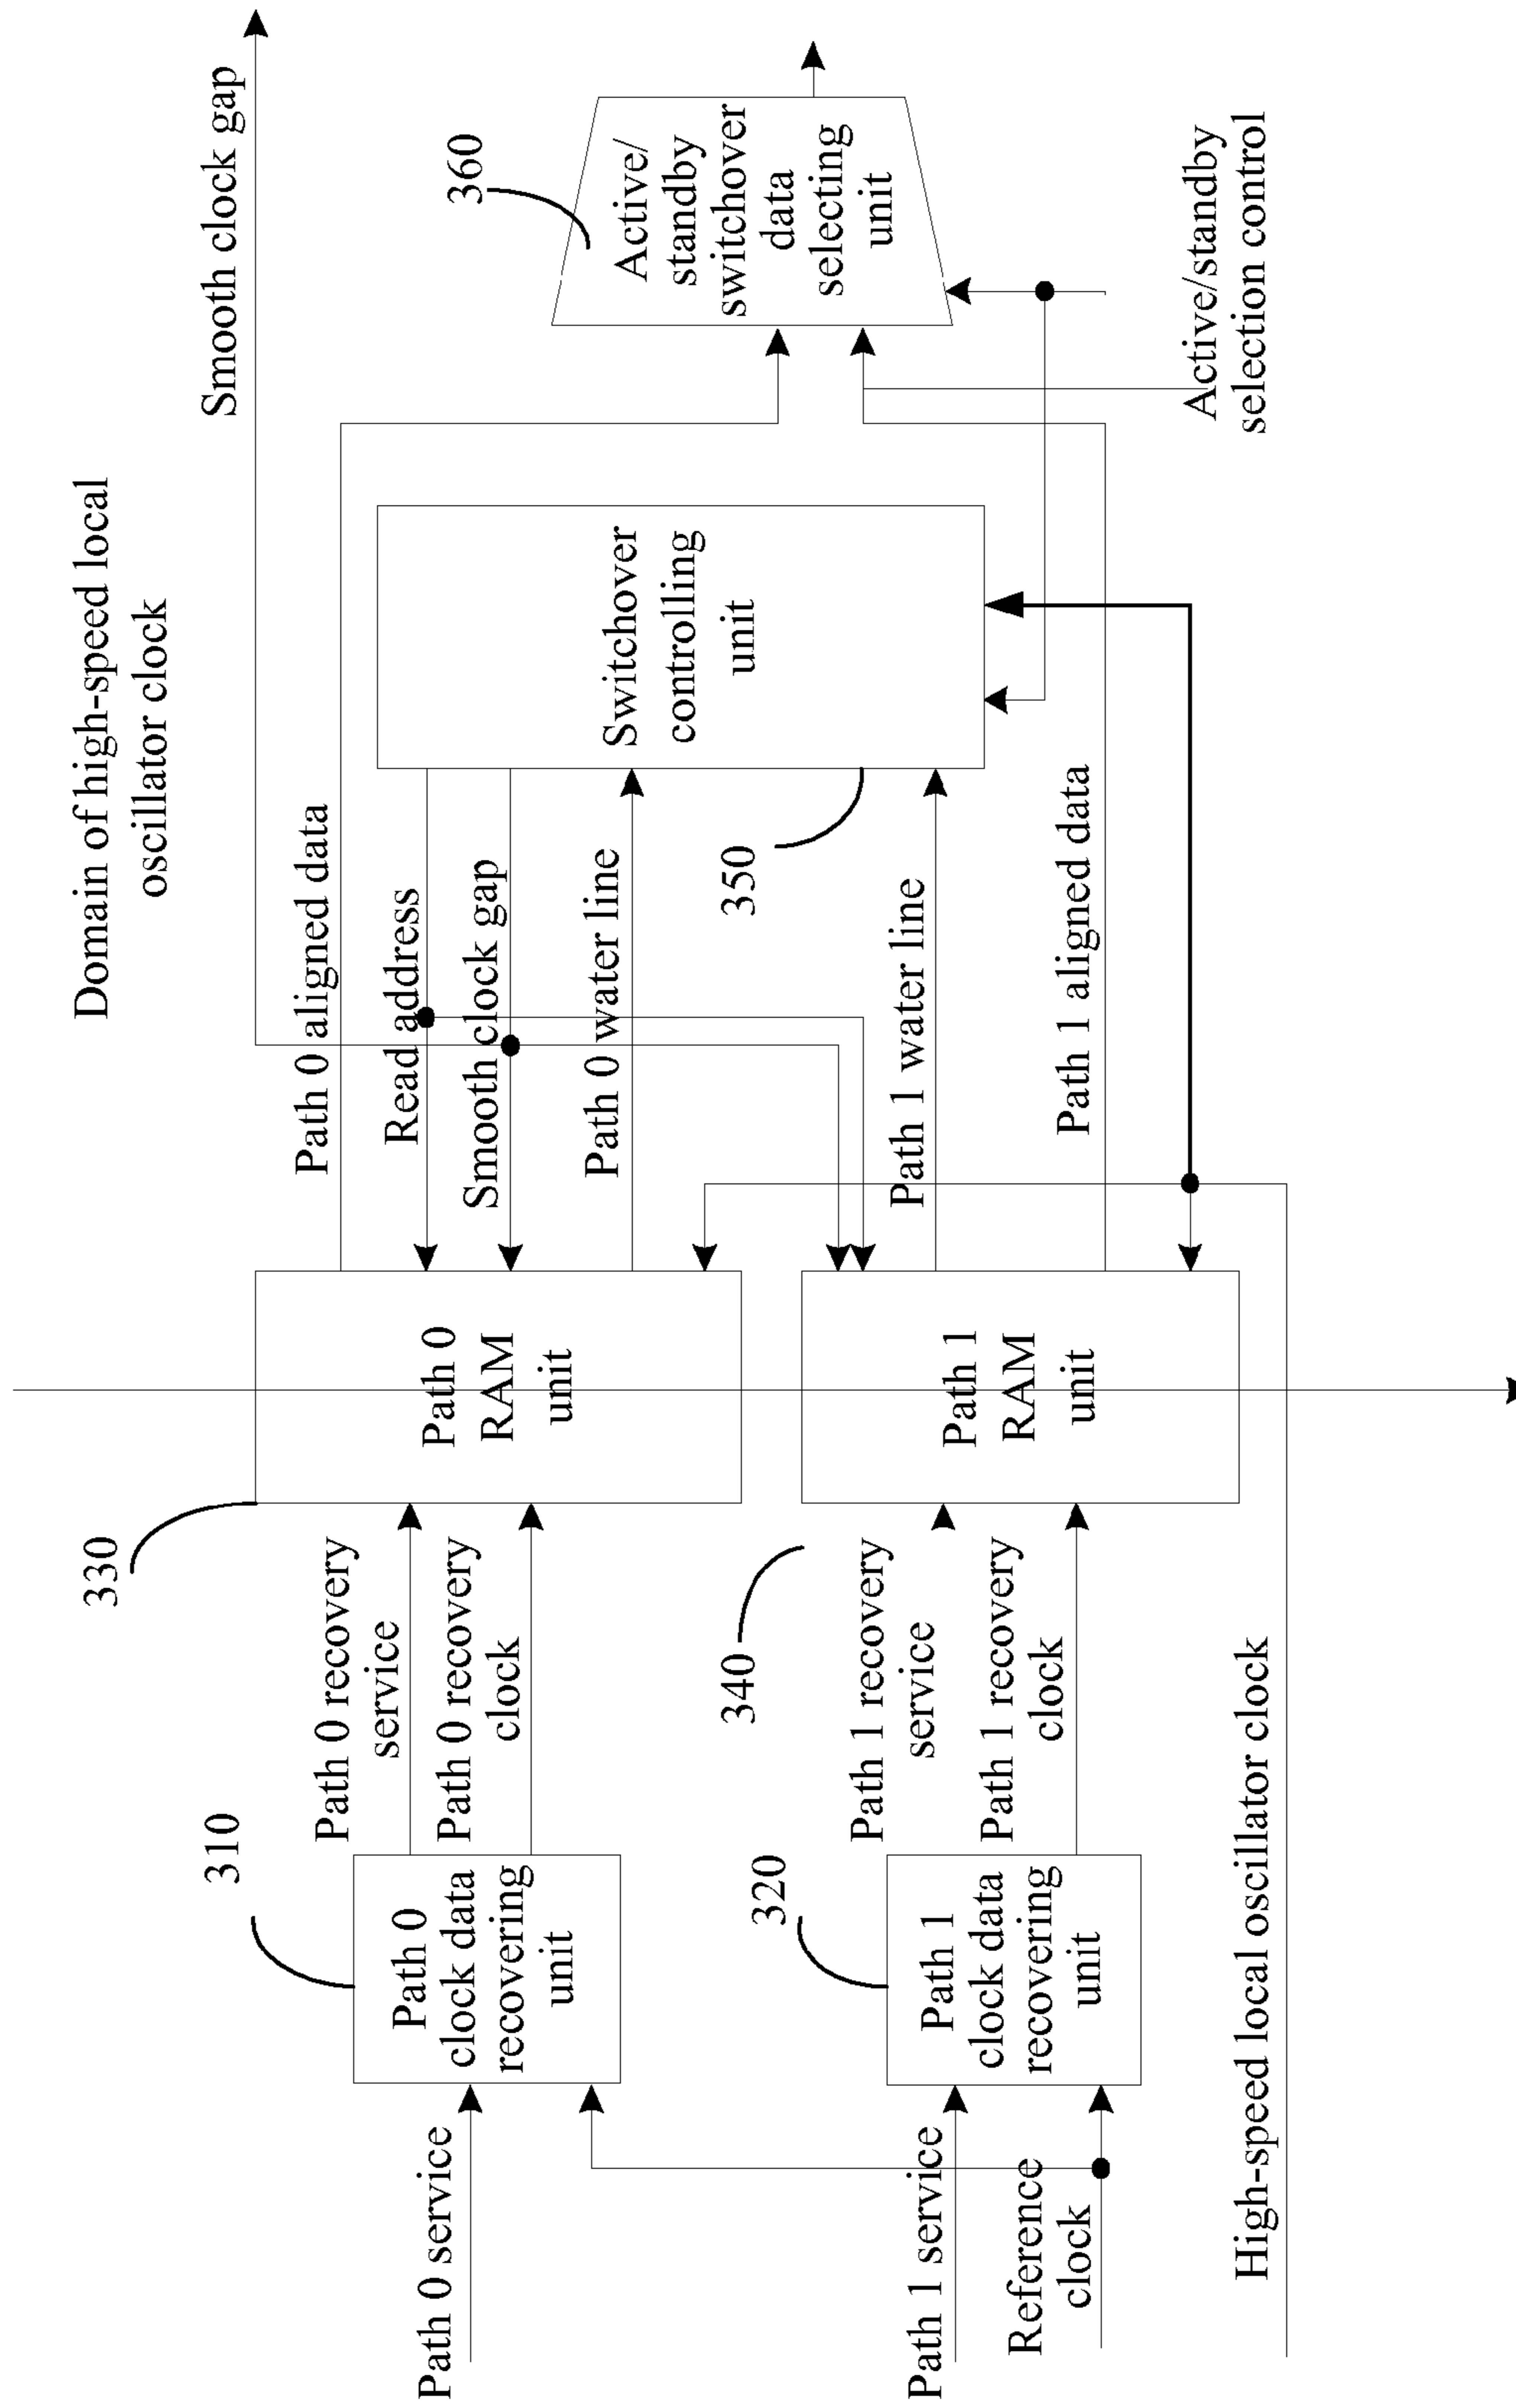 Domain of high-speed local
oscillator clock
Smooth clock gap
330
310
Path 0 service
Path 0
clock data
recovering
unit
Path 0 recovery
service
Path 0 recovery
clock
Path 0
RAM
unit
Path 0 aligned data
Read address
Smooth clock gap
Path 0 water line
Switchover
controlling
unit
350
360
Active/
standby
switchover
data
selecting
unit
340
320
Path 1 service
Reference
clock
Path 1
clock data
recovering
unit
Path 1 recovery
service
Path 1 recovery
clock
Path 1
RAM
unit
Path 1 water line
Path 1 aligned data
Active/standby
selection control
High-speed local oscillator clock